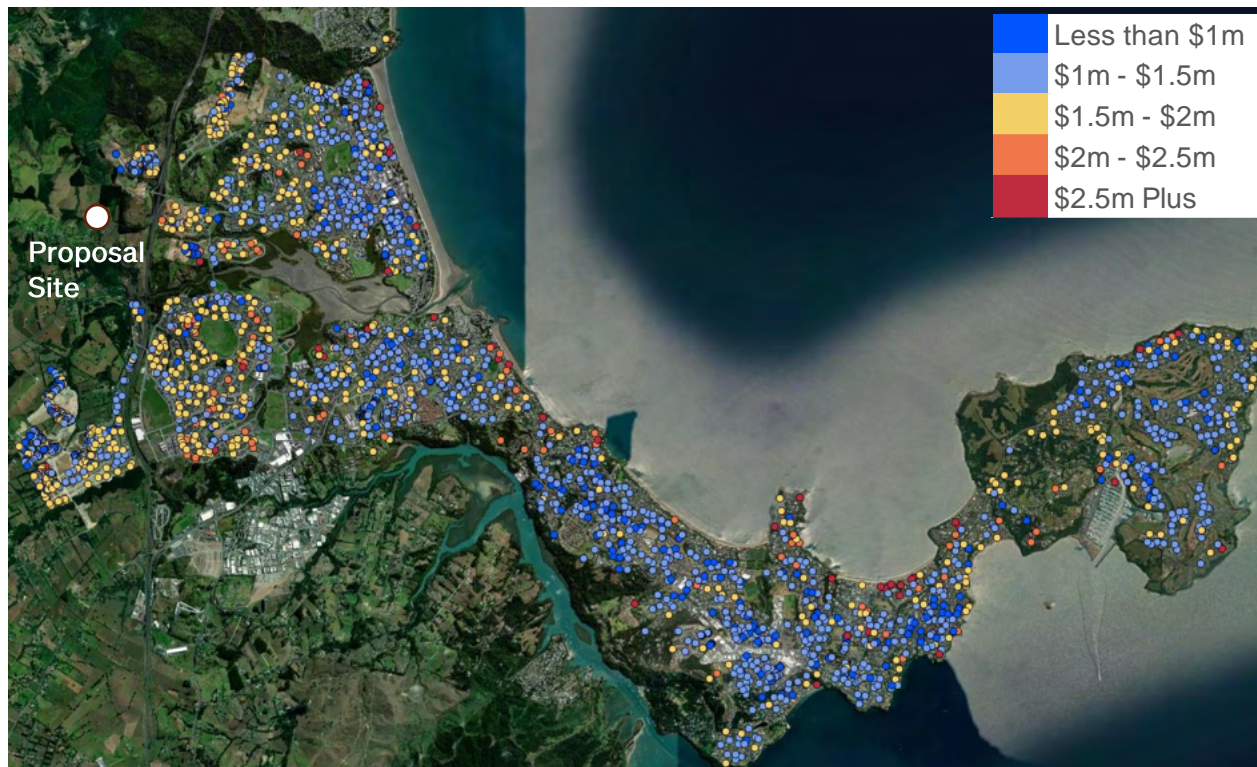 Less than $1m
$1m - $1.5m
$1.5m - $2m
$2m - $2.5m
$2.5m Plus
Proposal
Site